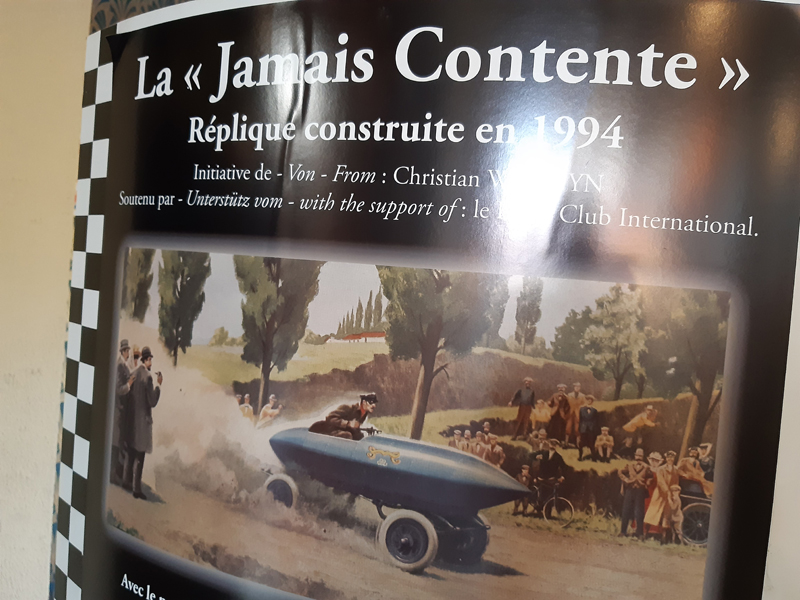 La « Jamais Contente »
Réplique construite en 1994
Initiative de - Von - From : Christian
Soutenu par - Unterstütz vom - with the support of : le Club International.
Avec le